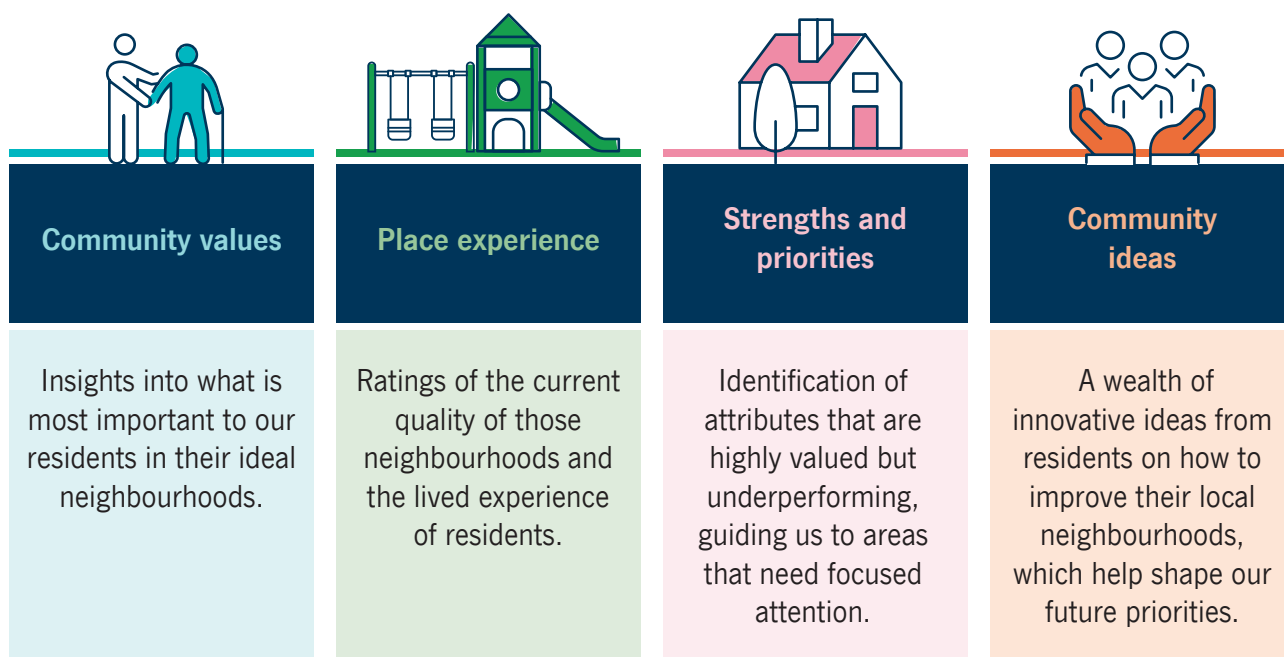 Community values
Insights into what is
most important to our
residents in their ideal
neighbourhoods.
Place experience
Ratings of the current
quality of those
neighbourhoods and
the lived experience
of residents.
Strengths and
priorities
Identification of
attributes that are
highly valued but
underperforming,
guiding us to areas
that need focused
attention.
Community
ideas
A wealth of
innovative ideas from
residents on how to
improve their local
neighbourhoods,
which help shape our
future priorities.